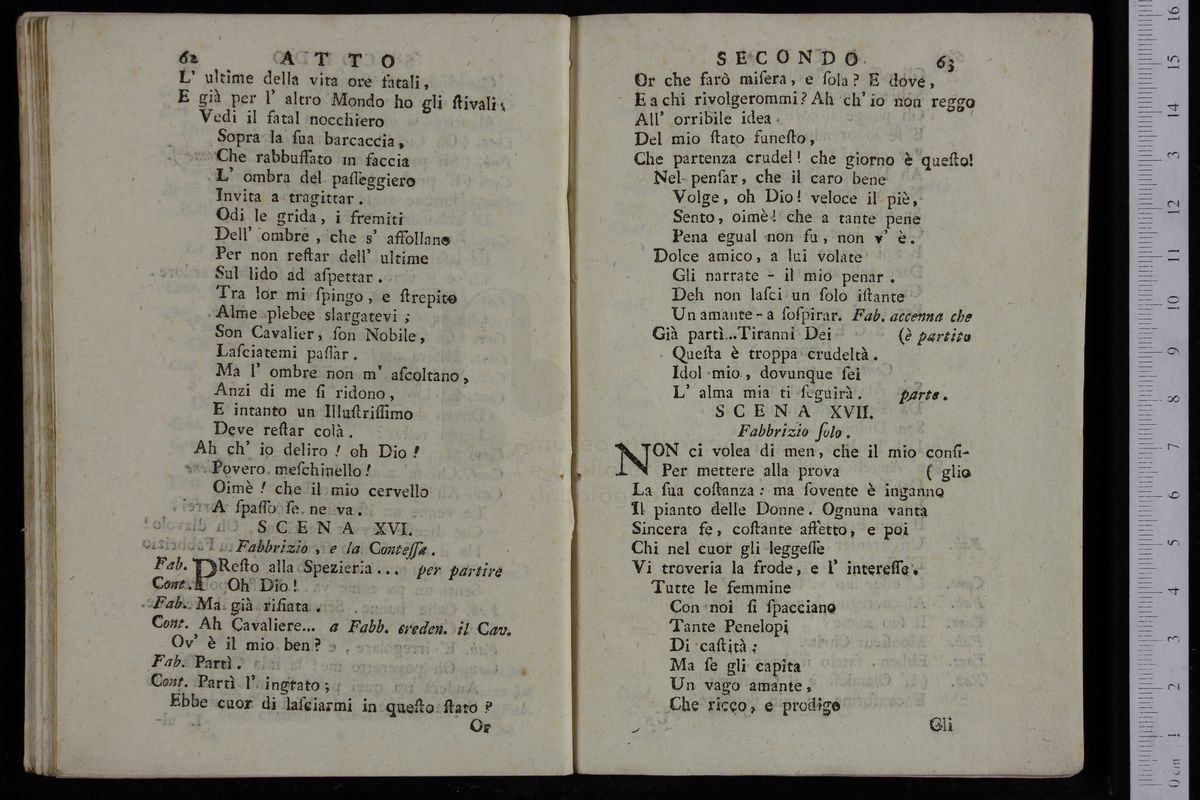 62 ATTO
L' ultime della vita ore fatali,
E già per l' altro Mondo ho gli ſtivali;
Vedi il fatal nocchiero
Sopra la ſua barcaccia,
Che rabbuffato in faccia
L' ombra del paſſeggiero
Invita a tragittar.
Odi le grida, i fremiti
Dell' ombre, che s' affollano
Per non reſtar dell' ultime
Sul lido ad aſpettar.
Tra lor mi ſpingo, e ſtrepito
Alme plebee slargatevi;
Son Cavalier, ſon Nobile,
Laſciatemi paſſar.
Ma l' ombre non m' aſcoltano,
Anzi di me ſi ridono,
E intanto un Illuſtriſſimo
Deve reſtar colà.
Ah ch' io deliro! oh Dio!
Povero meſchinello!
Oimè! che il mio cervello
A ſpaſſo ſe ne va.
SCENA XVI.
Fabbrizio, e la Conteſſa.
Fab. PReſto alla Spezieria... per partire
Cont. Oh Dio!
Fab. Ma già rifiata.
Cont. Ah Cavaliere... a Fabb. creden. il Cav.
Ov' è il mio ben?
Fab. Partì.
Cont. Partì l' ingrato;
Ebbe cuor di laſciarmi in queſto ſtato?
Or
SECONDO. 63
Or che farò miſera, e ſola? E dove,
E a chi rivolgerommi? Ah ch' io non reggo
All' orribile idea
Del mio ſtato funeſto,
Che partenza crudel! che giorno è queſto!
Nel penſar, che il caro bene
Volge, oh Dio! veloce il piè,
Sento, oimè! che a tante pene
Pena egual non fu, non v' è.
Dolce amico, a lui volate
Gli narrate - il mio penar.
Deh non laſci un ſolo iſtante
Un amante - a ſoſpirar. Fab. accenna che
Già partì...Tiranni Dei (è partito
Queſta è troppa crudeltà.
Idol mio, dovunque ſei
L' alma mia ti ſeguirà. parte.
SCENA XVII.
Fabbrizio ſolo.
NON ci volea di men, che il mio conſi-
Per mettere alla prova ( glio
La ſua coſtanza: ma ſovente è inganno
Il pianto delle Donne. Ognuna vanta
Sincera fe, coſtante affetto, e poi
Chi nel cuor gli leggeſſe
Vi troveria la frode, e l' intereſſe.
Tutte le femmine
Con noi ſi ſpacciano
Tante Penelopi
Di caſtità:
Ma ſe gli capita
Un vago amante,
Che ricco, e prodigo
Gli